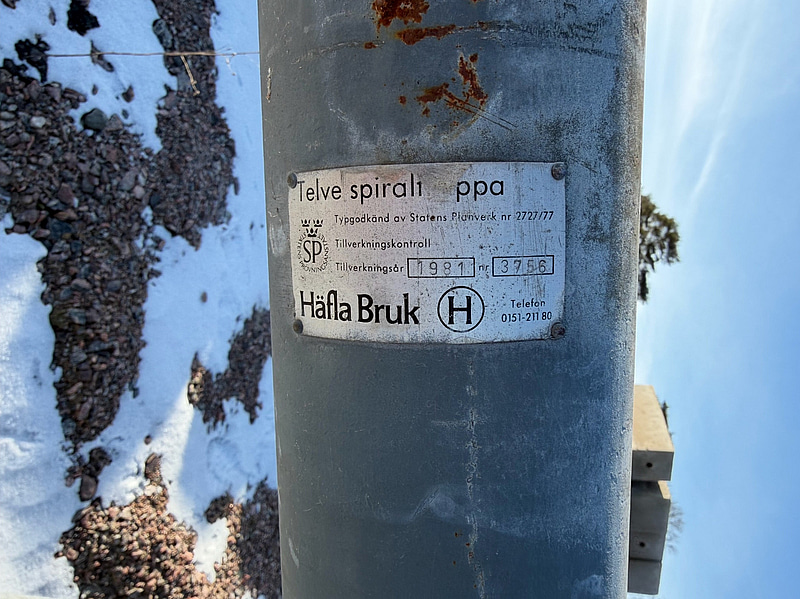 Telve spiralt ppa
Typgodkänd av Statens Planverk nr 2727/77
SP
Tillverkningskontroll
Tillverkningsår 1981 nr 3756
Häfla Bruk H
Telefon
0151-211 80